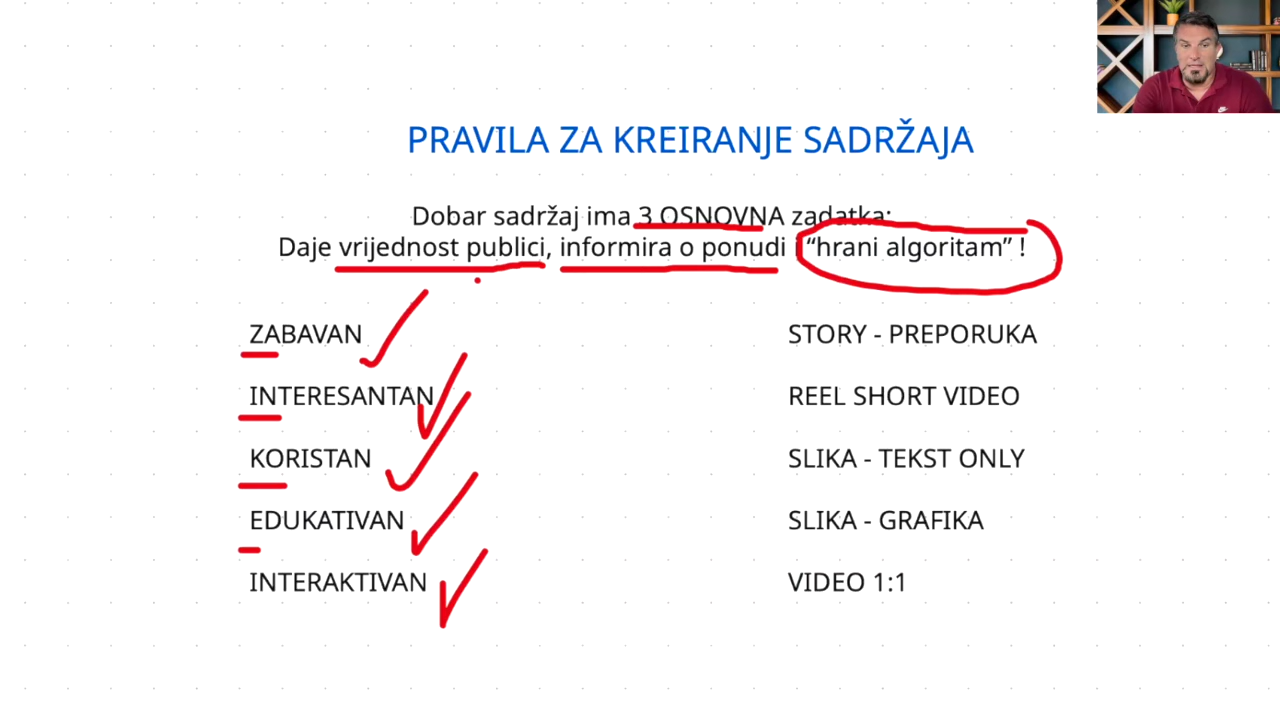 PRAVILA ZA KREIRANJE SADRŽAJA
Dobar sadržaj ima 3 OSNOVNA zadatka:
Daje vrijednost publici, informira o ponudi i “hrani algoritam” !
ZABAVAN
INTERESANTAN
KORISTAN
EDUKATIVAN
INTERAKTIVAN
STORY - PREPORUKA
REEL SHORT VIDEO
SLIKA - TEKST ONLY
SLIKA - GRAFIKA
VIDEO 1:1